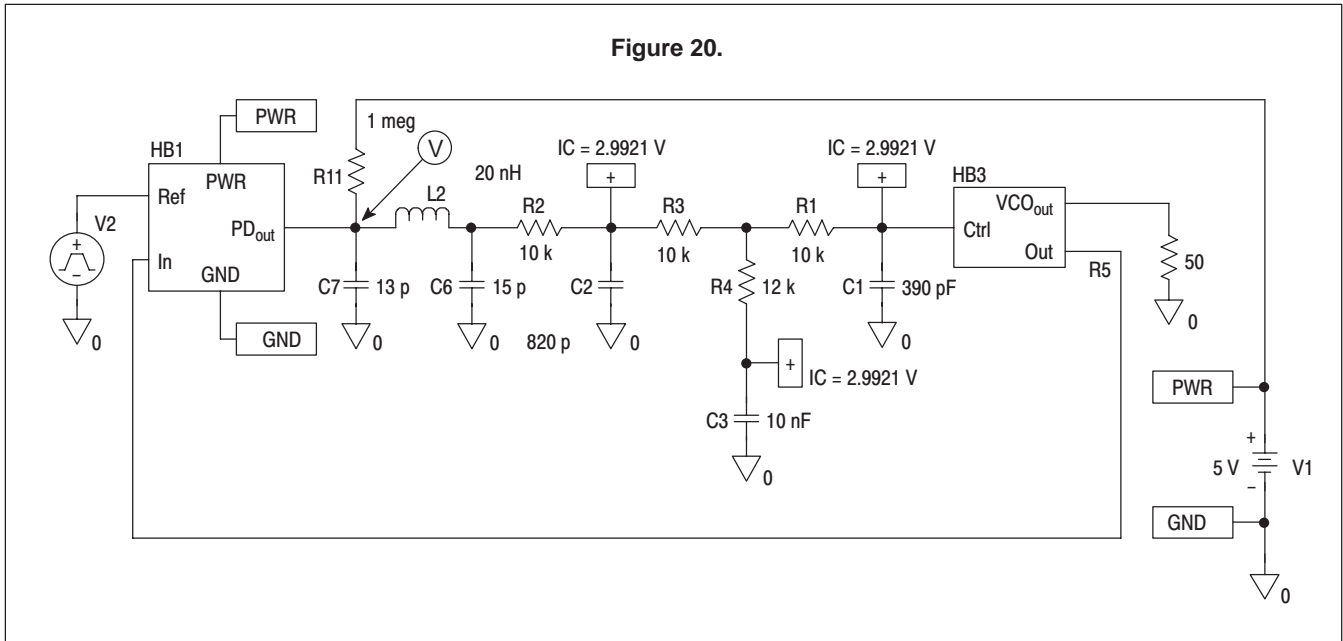 Figure 20.
PWR
1 meg
V
HB1
R11
20 nH
IC = 2.9921 V
+
IC = 2.9921 V
+
HB3
PWR
Ref
V2
+
−
PDout
In
GND
L2
R2
10 k
R3
10 k
R1
10 k
VCOout
Ctrl
Out
R5
50
0
C7
13 p
C6
15 p
C2
820 p
R4
12 k
C1
390 pF
0
GND
0
0
0
0
0
+
IC = 2.9921 V
C3
10 nF
0
PWR
+
5 V
V1
−
GND
0